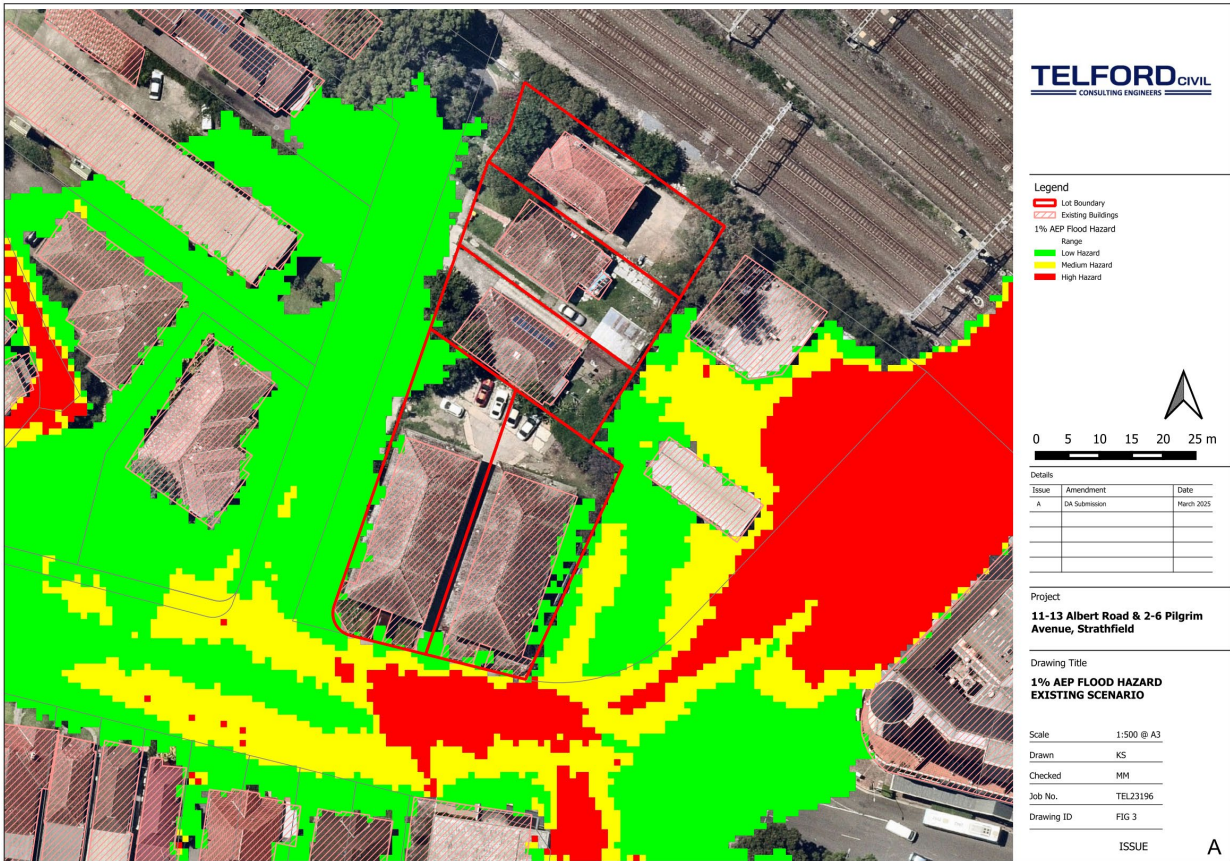 TELFORD CIVIL
CONSULTING ENGINEERS
Legend
Lot Boundary
Existing Buildings
1% AEP Flood Hazard
Range
Low Hazard
Medium Hazard
High Hazard
0 5 10 15 20 25 m
Details
Issue Amendment Date
A DA Submission March 2025
Project
11-13 Albert Road & 2-6 Pilgrim
Avenue, Strathfield
Drawing Title
1% AEP FLOOD HAZARD
EXISTING SCENARIO
Scale 1:500 @ A3
Drawn KS
Checked MM
Job No. TEL23196
Drawing ID FIG 3
ISSUE A